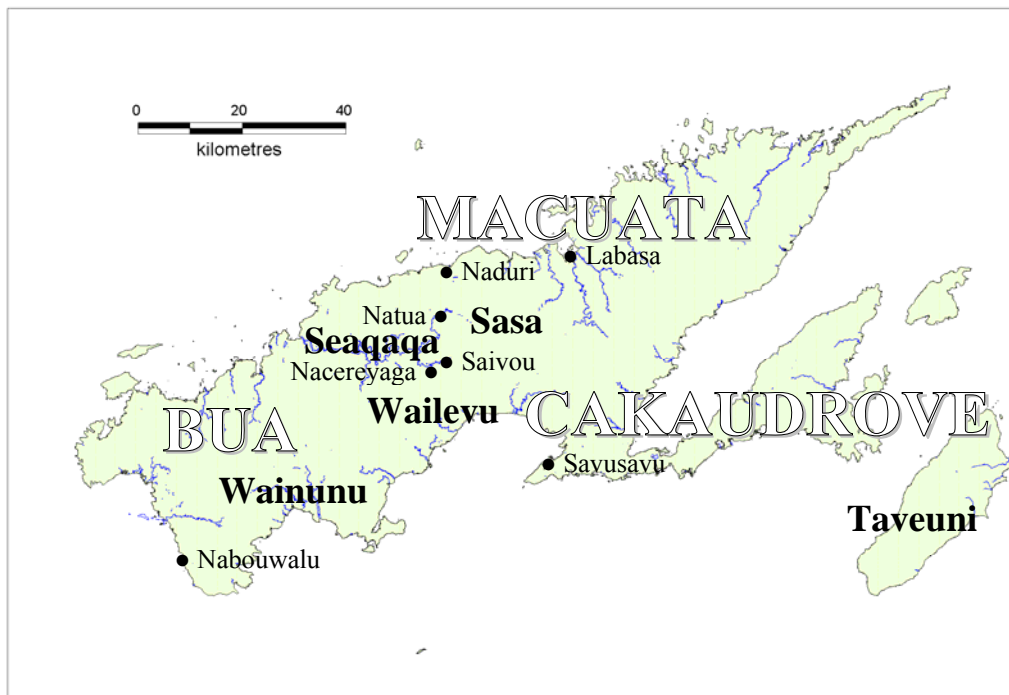 0 20 40
kilometres
MACUATA
Labasa
Naduri
Natua
Sasa
Seaqaqa
Saivou
Nacereyaga
Wailevu
CAKAUDROVE
BUA
Savusavu
Wainunu
Taveuni
Nabouwalu